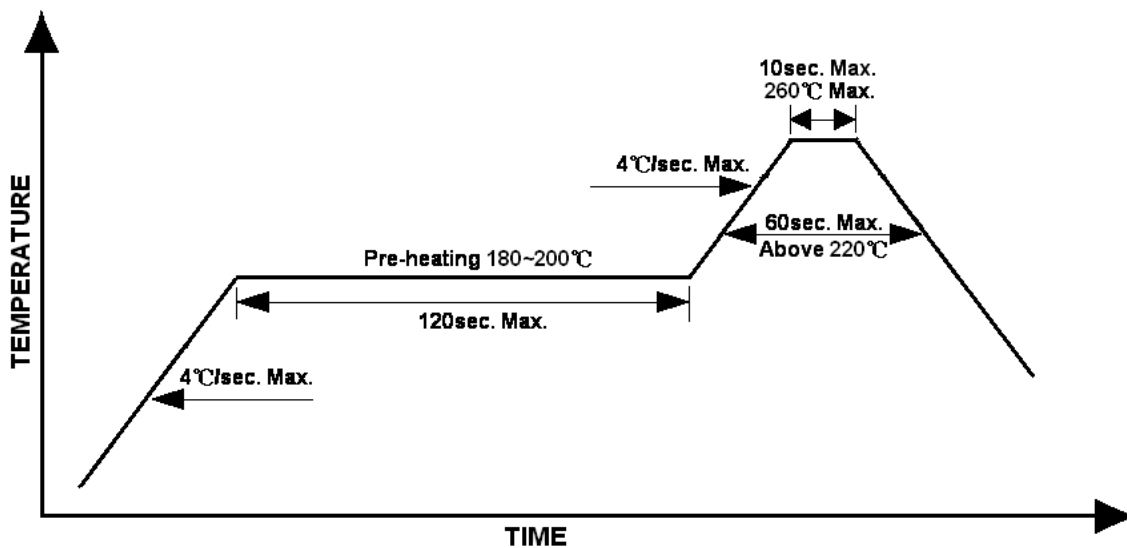 10sec. Max.
260℃ Max.
4℃/sec. Max.
60sec. Max.
Above 220℃
Pre-heating 180~200℃
120sec. Max.
4℃/sec. Max.
TEMPERATURE
TIME